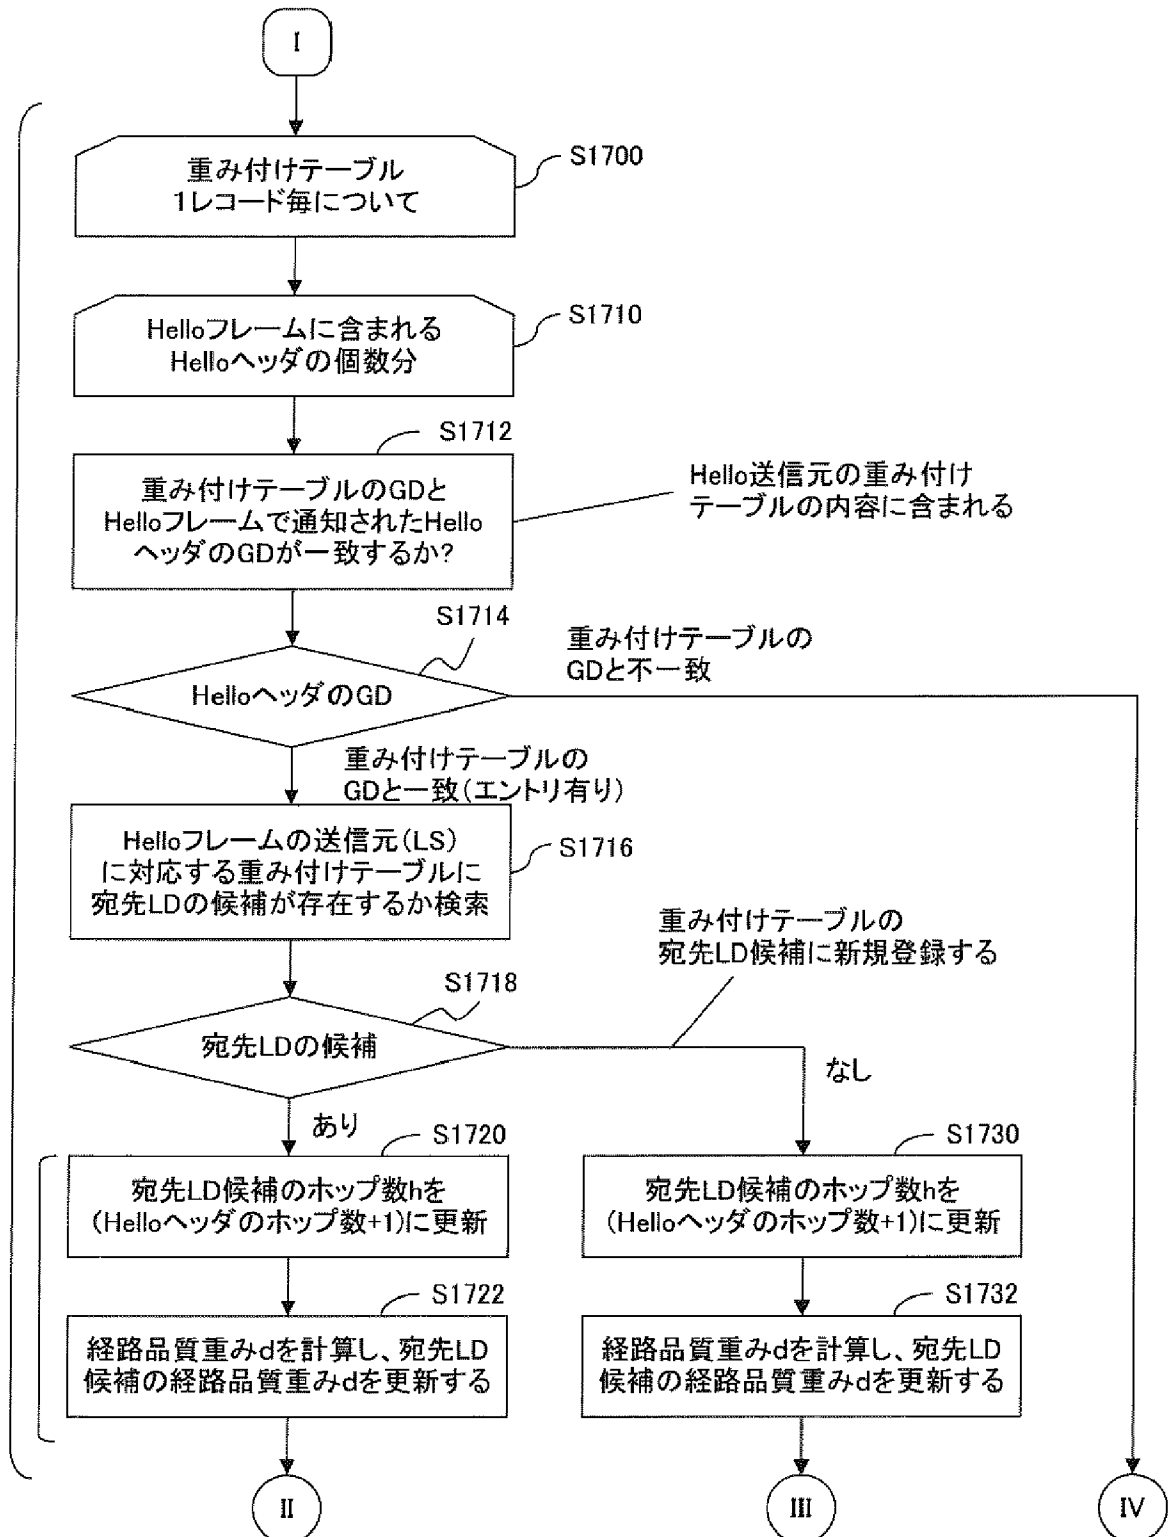 I
S1700
重み付けテーブル
1レコード毎について
S1710
Helloフレームに含まれる
Helloヘッダの個数分
S1712
重み付けテーブルのGDと
Helloフレームで通知されたHello
ヘッダのGDが一致するか?
Hello送信元の重み付け
テーブルの内容に含まれる
S1714
HelloヘッダのGD
重み付けテーブルの
GDと不一致
重み付けテーブルの
GDと一致(エントリ有り)
Helloフレームの送信元(LS)
に対応する重み付けテーブルに
宛先LDの候補が存在するか検索
S1716
重み付けテーブルの
宛先LD候補に新規登録する
S1718
宛先LDの候補
なし
あり
S1720
宛先LD候補のホップ数hを
(Helloヘッダのホップ数+1)に更新
S1730
宛先LD候補のホップ数hを
(Helloヘッダのホップ数+1)に更新
S1722
経路品質重みdを計算し、宛先LD
候補の経路品質重みdを更新する
S1732
経路品質重みdを計算し、宛先LD
候補の経路品質重みdを更新する
II
III
IV